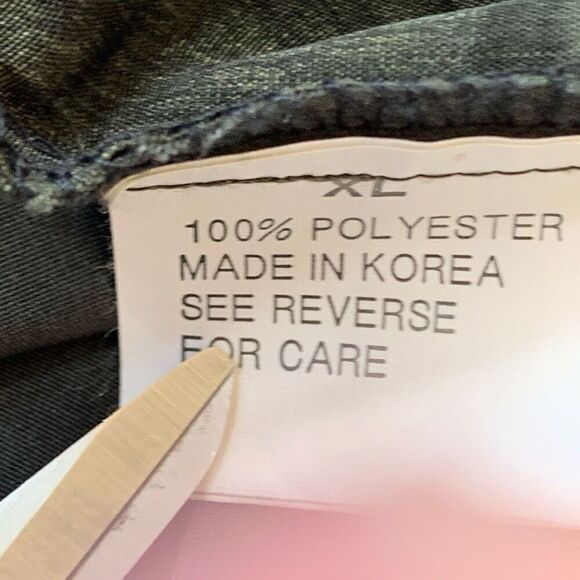 XL
100% POLYESTER
MADE IN KOREA
SEE REVERSE
FOR CARE